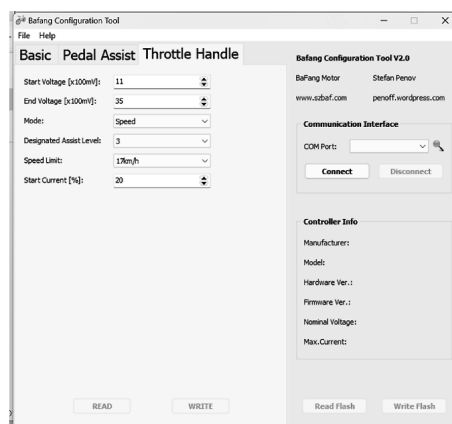 Bafang Configuration Tool
File Help
Basic Pedal Assist Throttle Handle
Start Voltage [x100mV]: 11
End Voltage [x100mV]: 35
Mode: Speed
Designated Assist Level: 3
Speed Limit: 17km/h
Start Current [%]: 20
READ WRITE
Bafang Configuration Tool V2.0
BaFang Motor Stefan Penov
www.szbaf.com penoff.wordpress.com
Communication Interface
COM Port:
Connect Disconnect
Controller Info
Manufacturer:
Model:
Hardware Ver.:
Firmware Ver.:
Nominal Voltage:
Max.Current:
Read Flash Write Flash